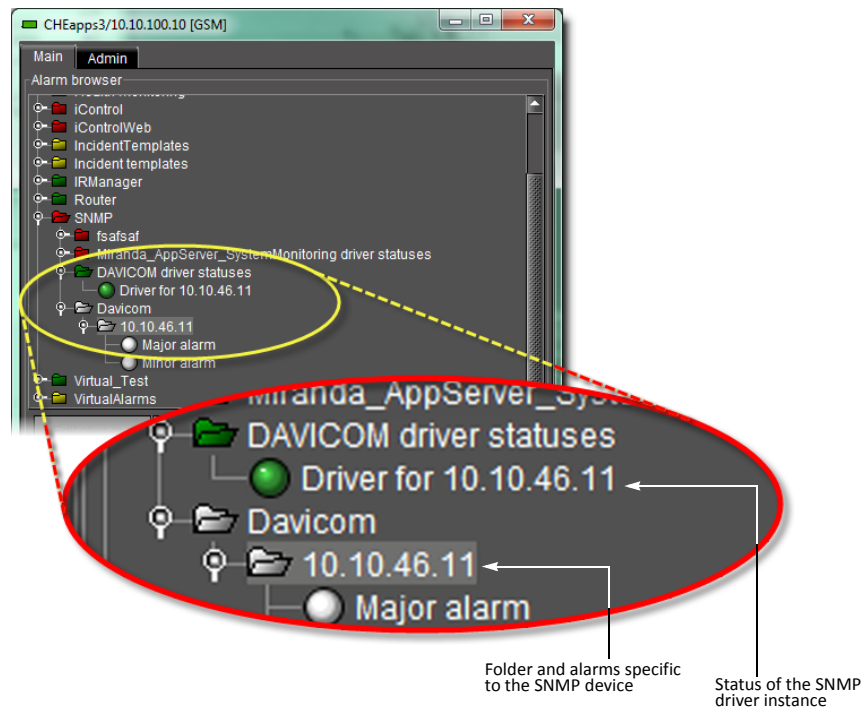 CHEapps3/10.10.100.10 [GSM]
Main Admin
Alarm browser
iControl
iControlWeb
IncidentTemplates
Incident templates
IRManager
Router
SNMP
fsafsaf
Miranda_AppServer_SystemMonitoring driver statuses
DAVICOM driver statuses
Driver for 10.10.46.11
Davicom
10.10.46.11
Major alarm
Minor alarm
Virtual_Test
VirtualAlarms
DAVICOM driver statuses
Driver for 10.10.46.11
Davicom
10.10.46.11
Major alarm
Folder and alarms specific
to the SNMP device
Status of the SNMP
driver instance